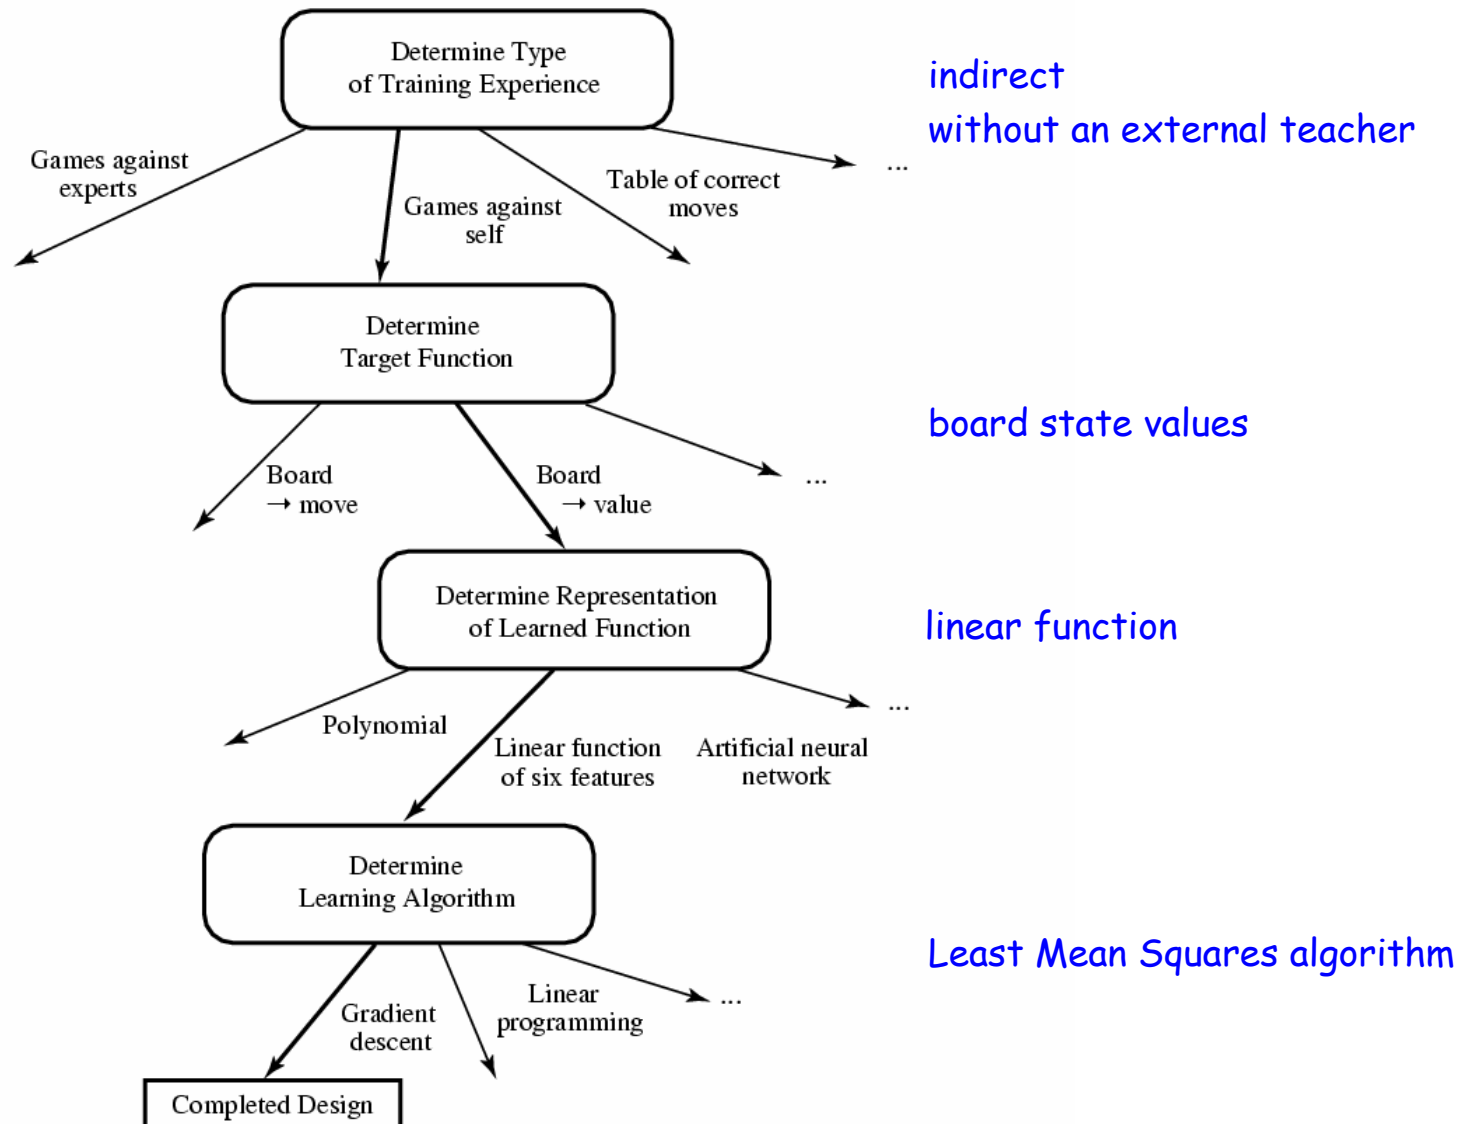 Determine Type
of Training Experience
indirect
without an external teacher
Games against
experts
Games against
self
Table of correct
moves
...
Determine
Target Function
board state values
Board
→ move
Board
→ value
...
Determine Representation
of Learned Function
linear function
Polynomial
Linear function
of six features
Artificial neural
network
...
Determine
Learning Algorithm
Least Mean Squares algorithm
Gradient
descent
Linear
programming
...
Completed Design